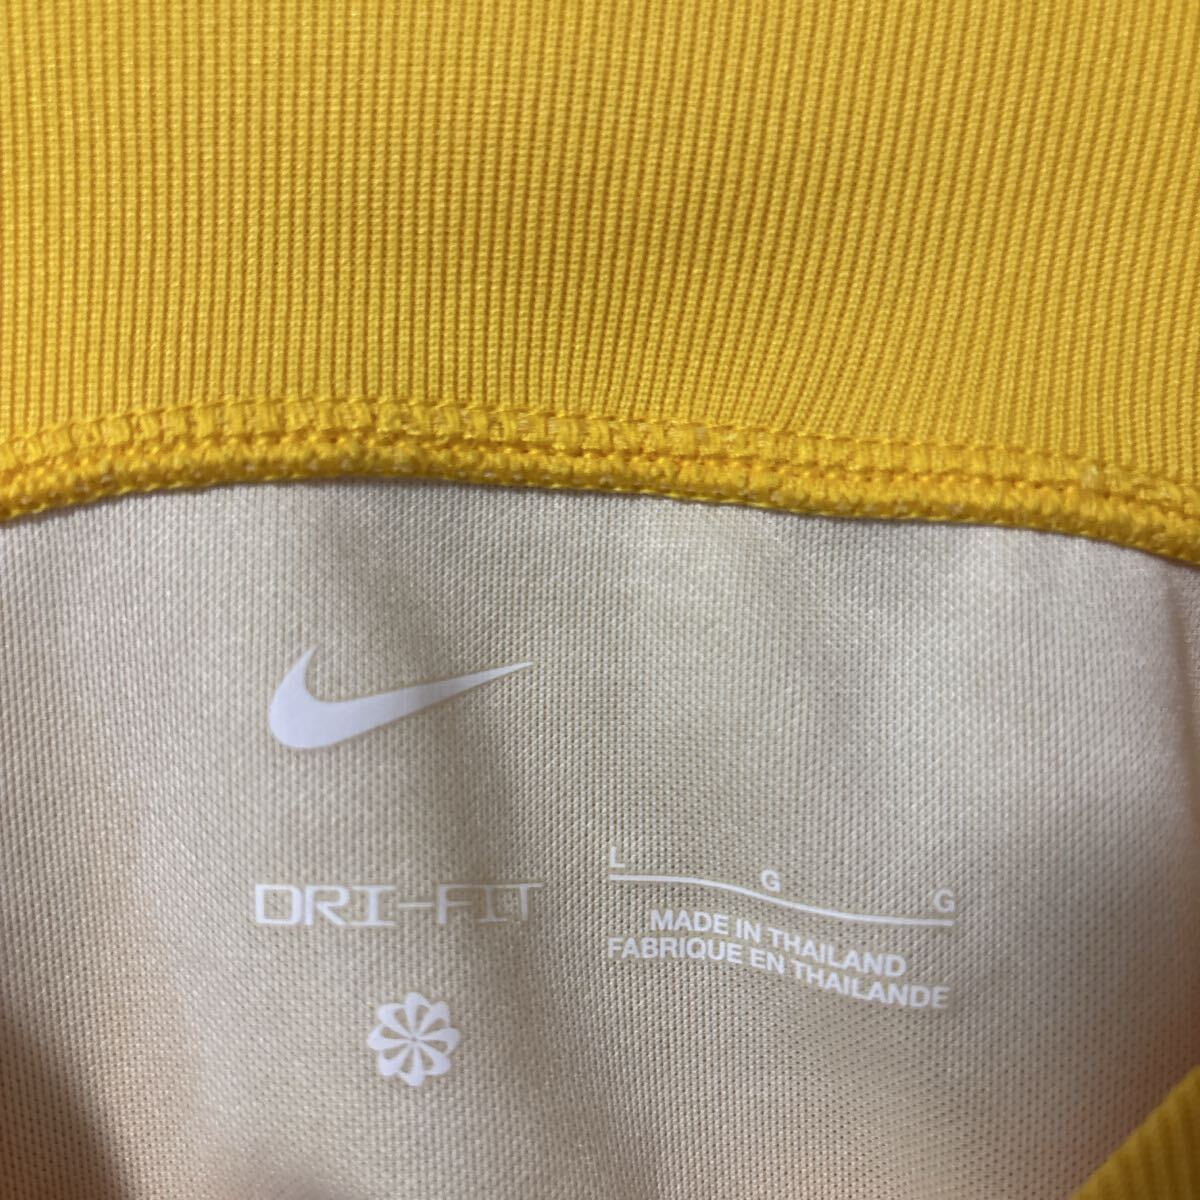 DRI-FIT
L G G
MADE IN THAILAND
FABRIQUE EN THAILANDE